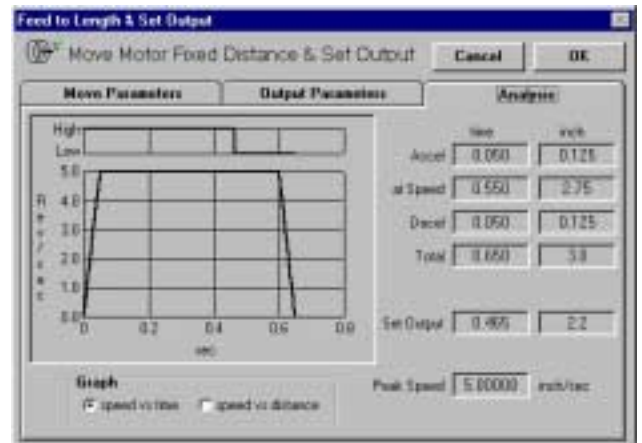 Feed to Length & Set Output
Move Motor Fixed Distance & Set Output
Cancel
OK
Move Parameters
Output Parameters
Analysis
High
Low
5.0
4.0
3.0
2.0
1.0
0.0
0
0.2
0.4
0.6
0.8
sec
time
inch
Accel 0.050 0.125
at Speed 0.550 2.75
Decel 0.050 0.125
Total 0.650 3.0
Set Output 0.465 2.2
Peak Speed 5.00000 inch/sec
Graph
speed vs time
speed vs distance